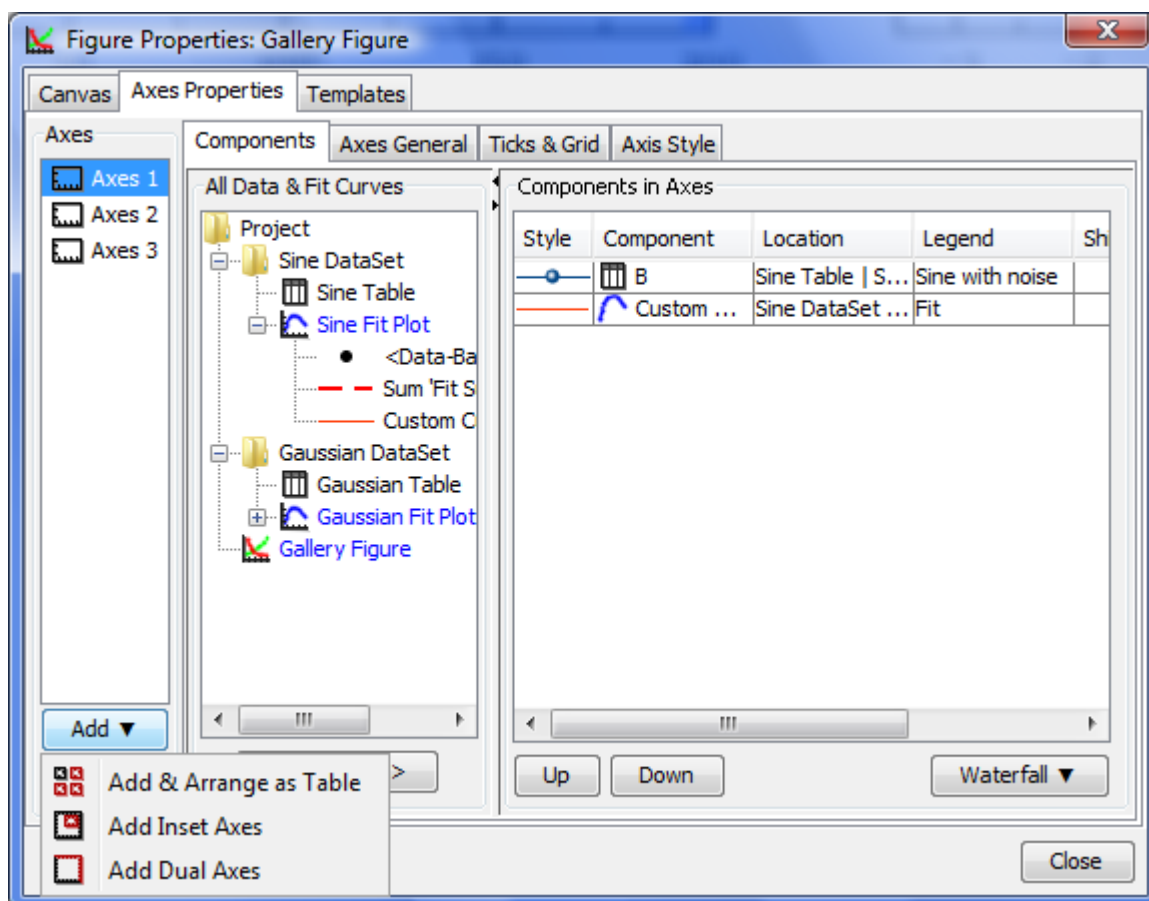 Figure Properties: Gallery Figure
Canvas Axes Properties Templates
Axes
Axes 1
Axes 2
Axes 3
Add ▼
Add & Arrange as Table
Add Inset Axes
Add Dual Axes
Components Axes General Ticks & Grid Axis Style
All Data & Fit Curves
Project
Sine DataSet
Sine Table
Sine Fit Plot
<Data-Ba
Sum 'Fit S
Custom C
Gaussian DataSet
Gaussian Table
Gaussian Fit Plot
Gallery Figure
>
Components in Axes
Style Component Location Legend Shi
B Sine Table | S... Sine with noise
Custom ... Sine DataSet ... Fit
Up Down Waterfall ▼
Close